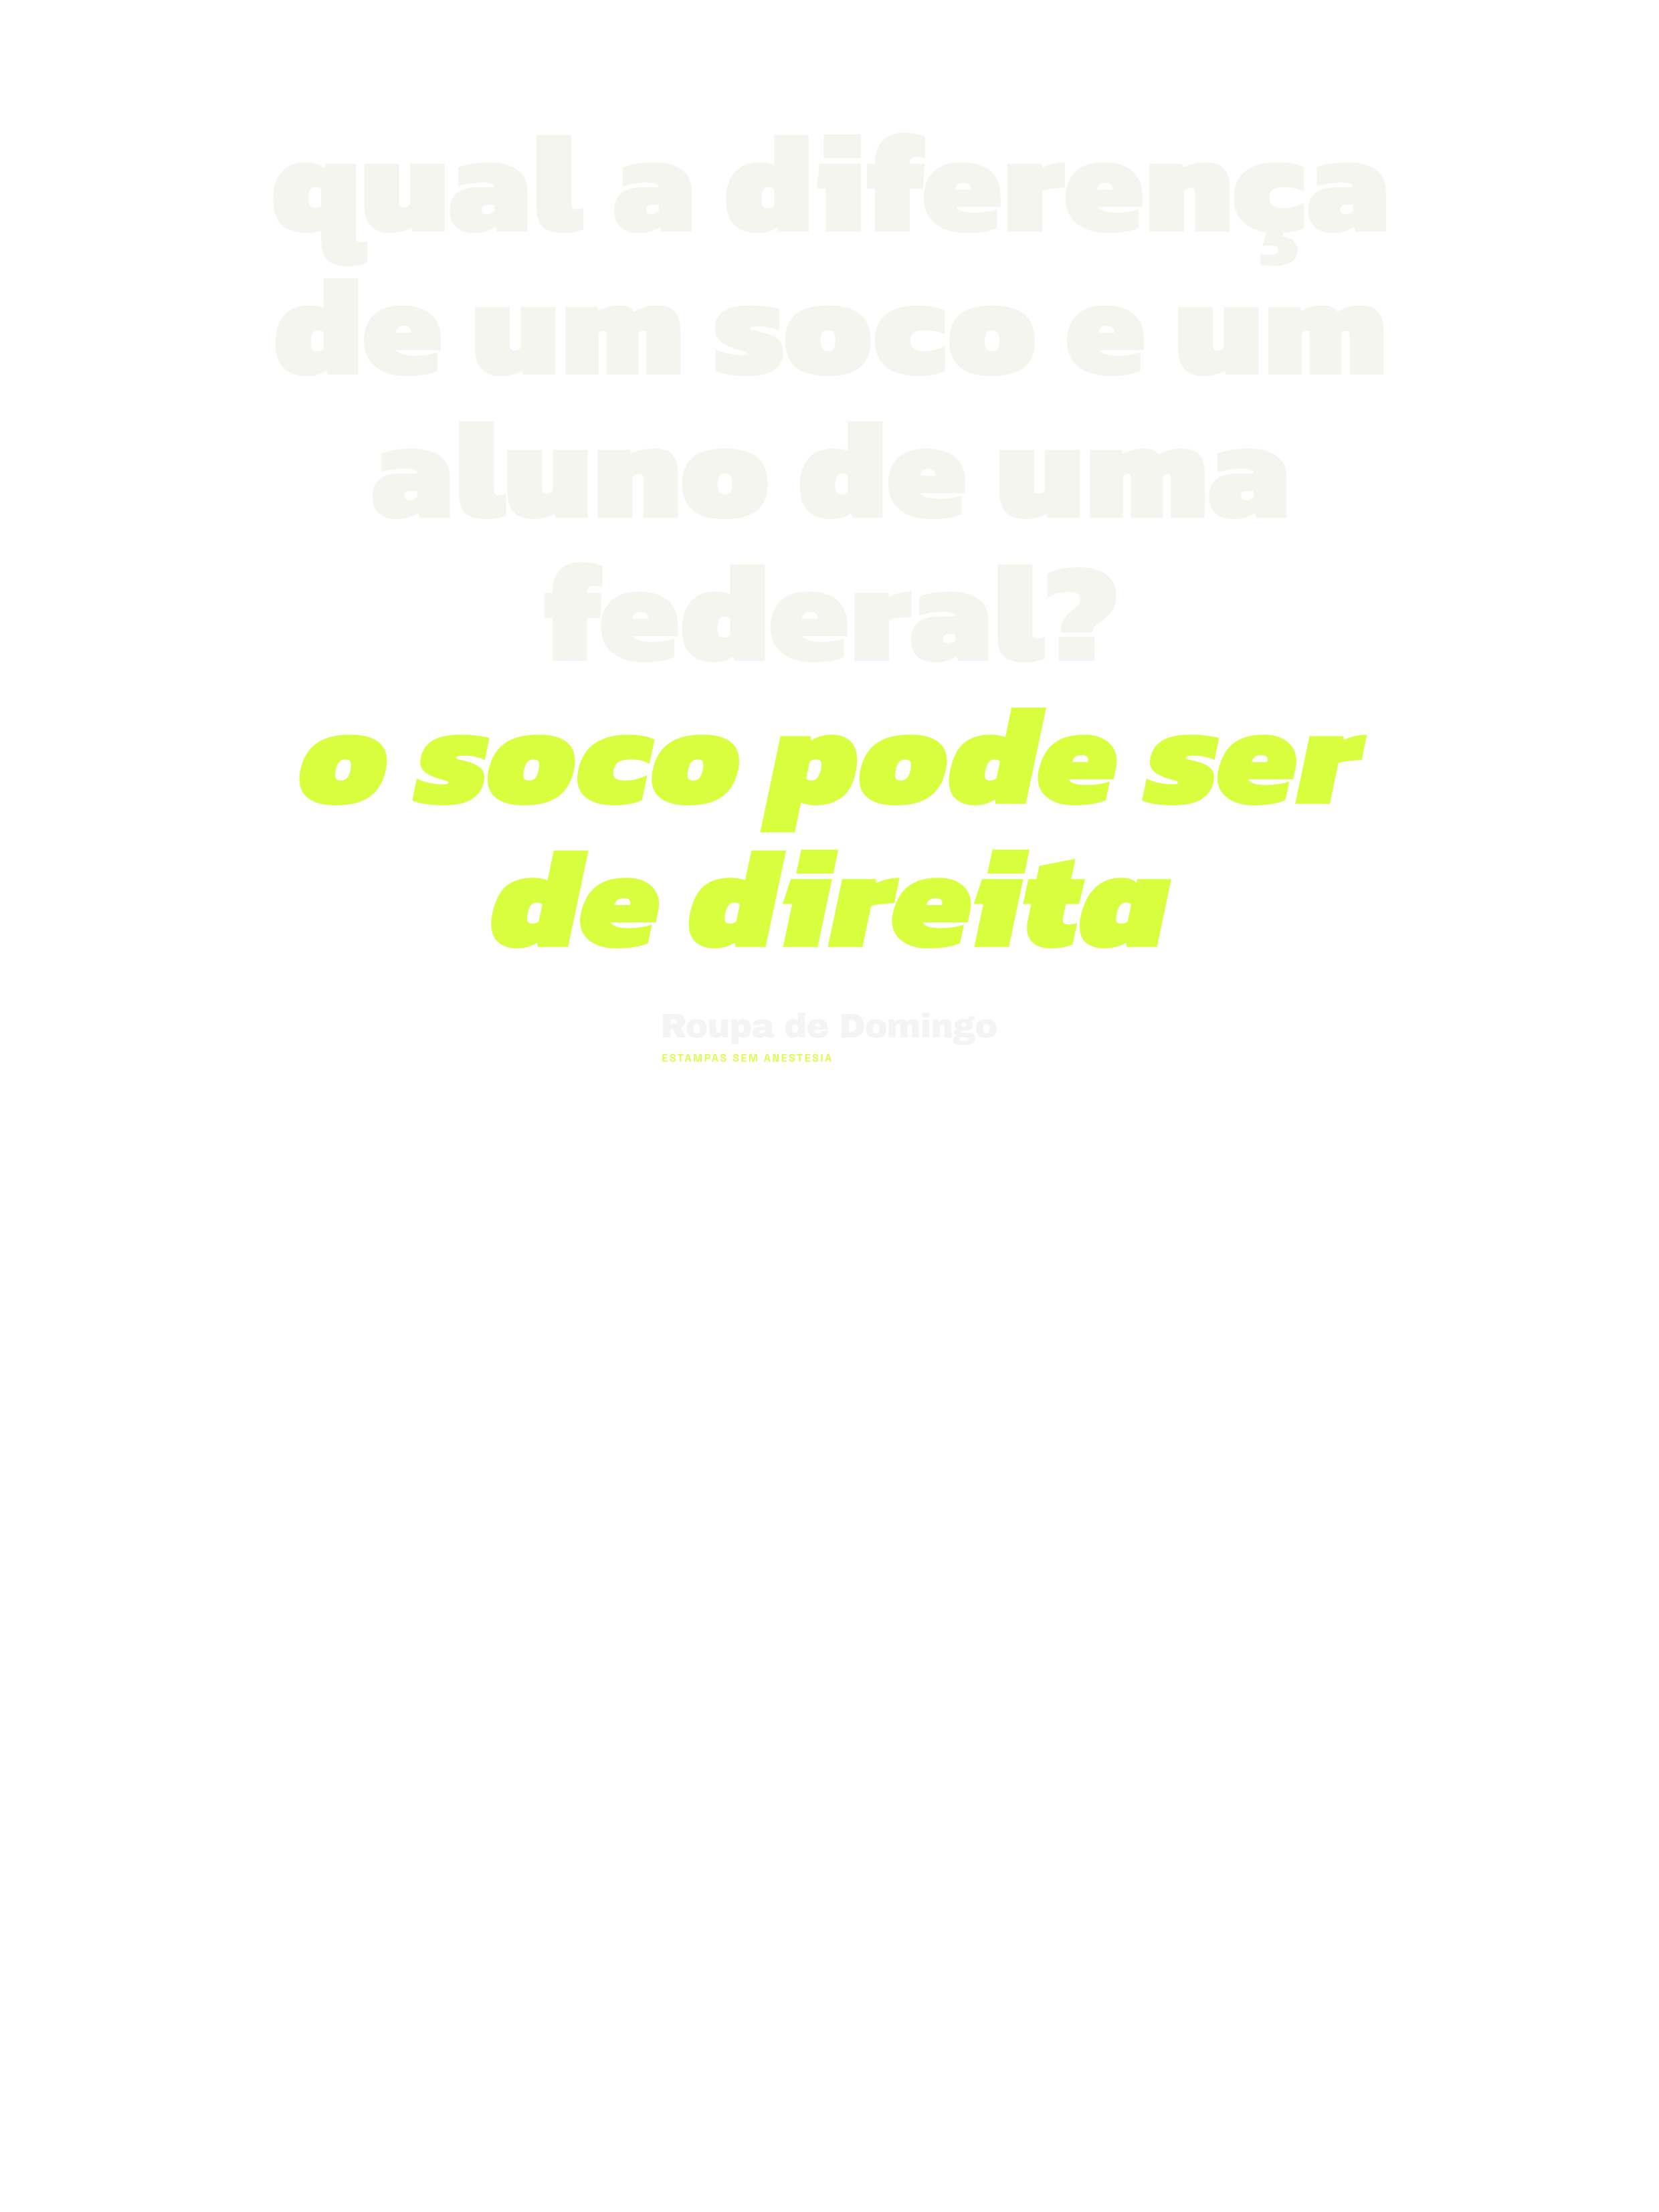 qual a diferença
de um soco e um
aluno de uma
federal?
o soco pode ser
de direita
Roupa de Domingo
ESTAMPAS SEM ANESTESIA